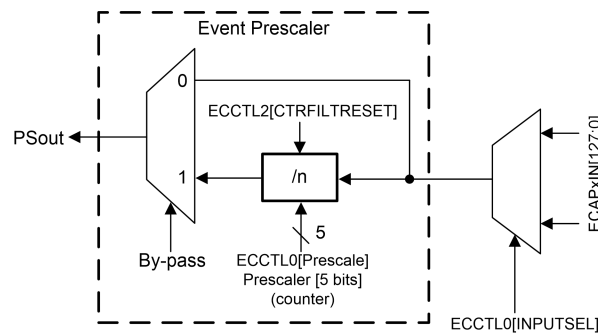 Event Prescaler
0
ECCTL2[CTRFILTRESET]
PSout
/n
1
5
By-pass
ECCTL0[Prescale]
Prescaler [5 bits]
(counter)
ECAPxIN[127:0]
ECCTL0[INPUTSEL]